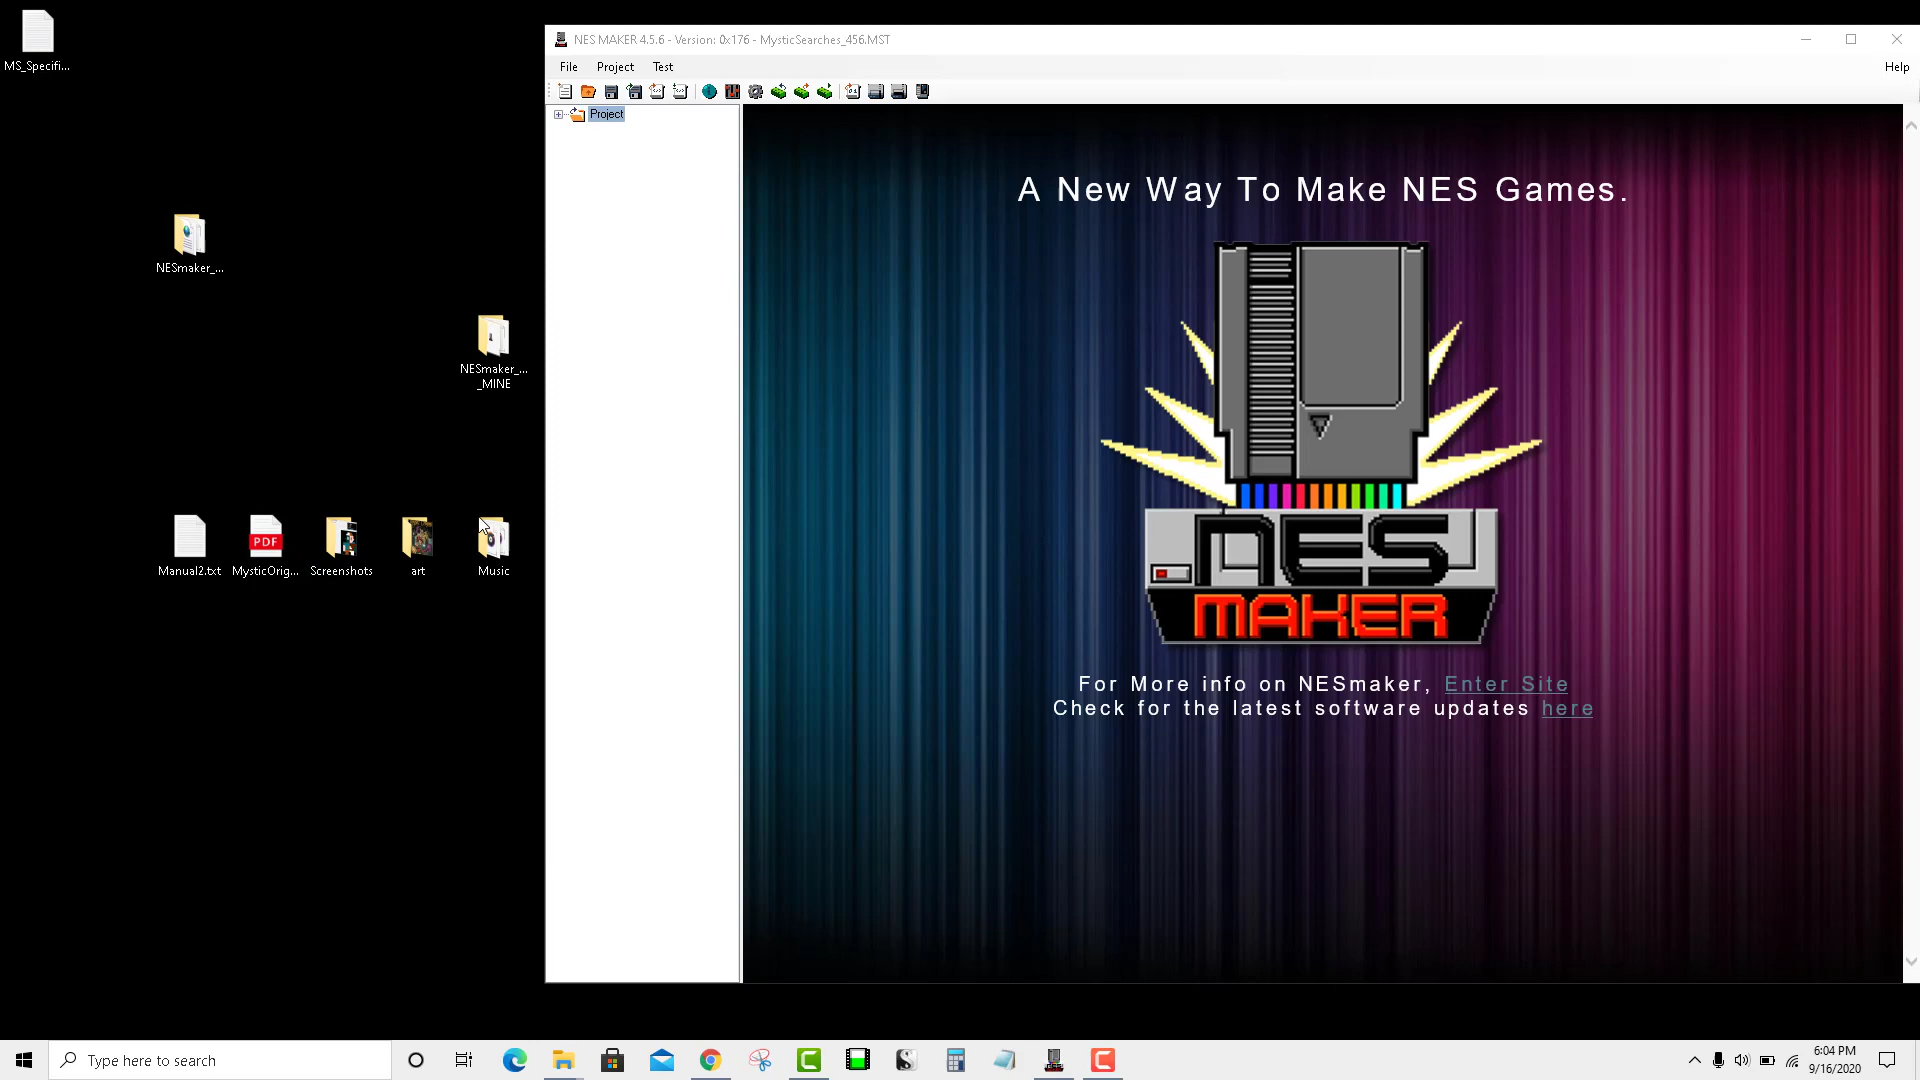 MS_Specifi...
NESmaker_...
NESmaker_...
_MINE
Manual2.txt
PDF
MysticOrig...
Screenshots
art
Music
NES MAKER 4.5.6 - Version: 0x176 - MysticSearches_456.MST
File Project Test Help
Project
A New Way To Make NES Games.
NES
MAKER
For More info on NESmaker, Enter Site
Check for the latest software updates here
Type here to search
6:04 PM
9/16/2020